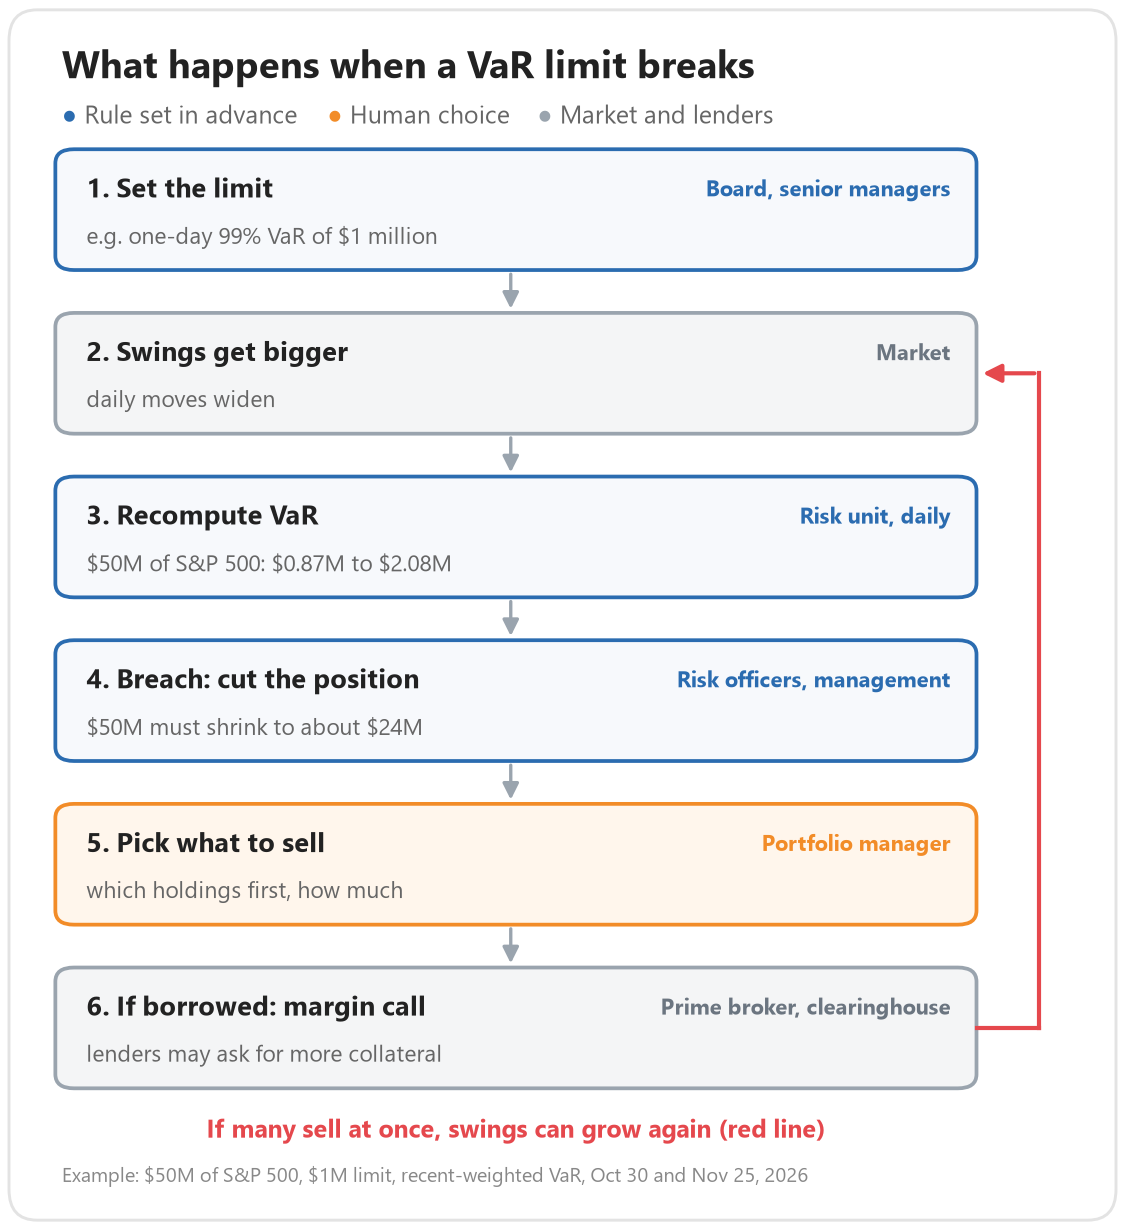 What happens when a VaR limit breaks
Rule set in advance Human choice Market and lenders
1. Set the limit Board, senior managers
e.g. one-day 99% VaR of $1 million
2. Swings get bigger Market
daily moves widen
3. Recompute VaR Risk unit, daily
$50M of S&P 500: $0.87M to $2.08M
4. Breach: cut the position Risk officers, management
$50M must shrink to about $24M
5. Pick what to sell Portfolio manager
which holdings first, how much
6. If borrowed: margin call Prime broker, clearinghouse
lenders may ask for more collateral
If many sell at once, swings can grow again (red line)
Example: $50M of S&P 500, $1M limit, recent-weighted VaR, Oct 30 and Nov 25, 2026